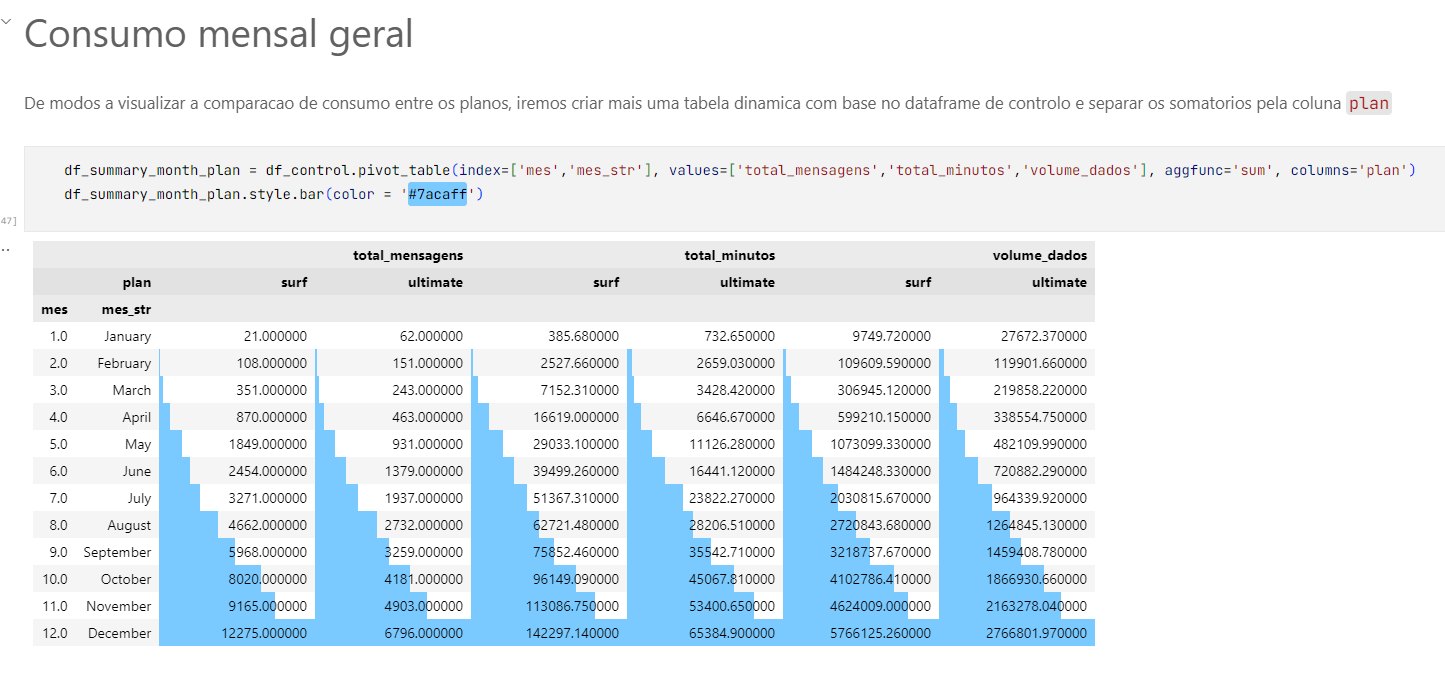 Consumo mensal geral
De modos a visualizar a comparacao de consumo entre os planos, iremos criar mais uma tabela dinamica com base no dataframe de controlo e separar os somatorios pela coluna plan
df_summary_month_plan = df_control.pivot_table(index=['mes','mes_str'], values=['total_mensagens','total_minutos','volume_dados'], aggfunc='sum', columns='plan')
df_summary_month_plan.style.bar(color = '#7acaff')
47]
total_mensagens total_minutos volume_dados
plan surf ultimate surf ultimate surf ultimate
mes mes_str
1.0 January 21.000000 62.000000 385.680000 732.650000 9749.720000 27672.370000
2.0 February 108.000000 151.000000 2527.660000 2659.030000 109609.590000 119901.660000
3.0 March 351.000000 243.000000 7152.310000 3428.420000 306945.120000 219858.220000
4.0 April 870.000000 463.000000 16619.000000 6646.670000 599210.150000 338554.750000
5.0 May 1849.000000 931.000000 29033.100000 11126.280000 1073099.330000 482109.990000
6.0 June 2454.000000 1379.000000 39499.260000 16441.120000 1484248.330000 720882.290000
7.0 July 3271.000000 1937.000000 51367.310000 23822.270000 2030815.670000 964339.920000
8.0 August 4662.000000 2732.000000 62721.480000 28206.510000 2720843.680000 1264845.130000
9.0 September 5968.000000 3259.000000 75852.460000 35542.710000 3218737.670000 1459408.780000
10.0 October 8020.000000 4181.000000 96149.090000 45067.810000 4102786.410000 1866930.660000
11.0 November 9165.000000 4903.000000 113086.750000 53400.650000 4624009.000000 2163278.040000
12.0 December 12275.000000 6796.000000 142297.140000 65384.900000 5766125.260000 2766801.970000